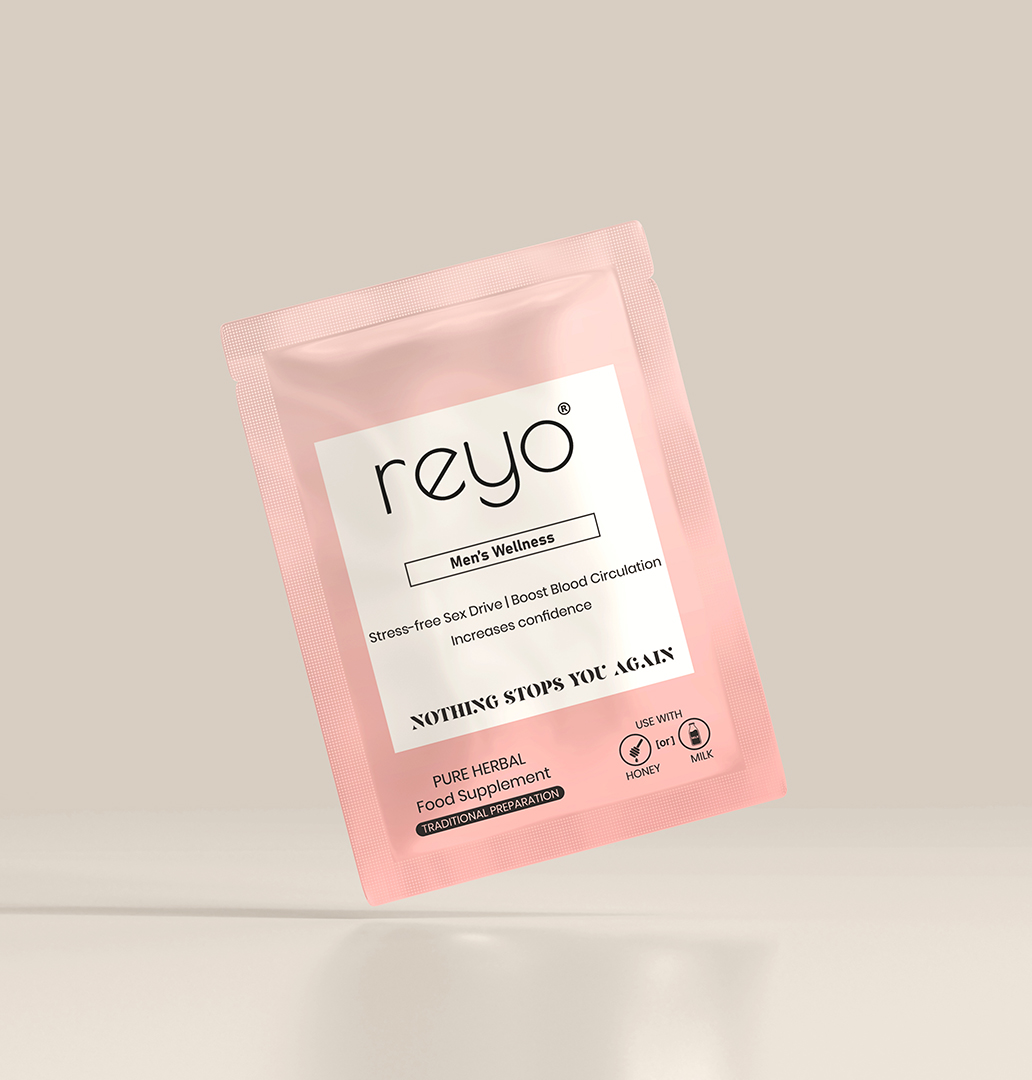 reyo®
Men's Wellness
Stress-free Sex Drive | Boost Blood Circulation
Increases confidence
NOTHING STOPS YOU AGAIN
PURE HERBAL
Food Supplement
TRADITIONAL PREPARATION
USE WITH
[or]
HONEY
MILK